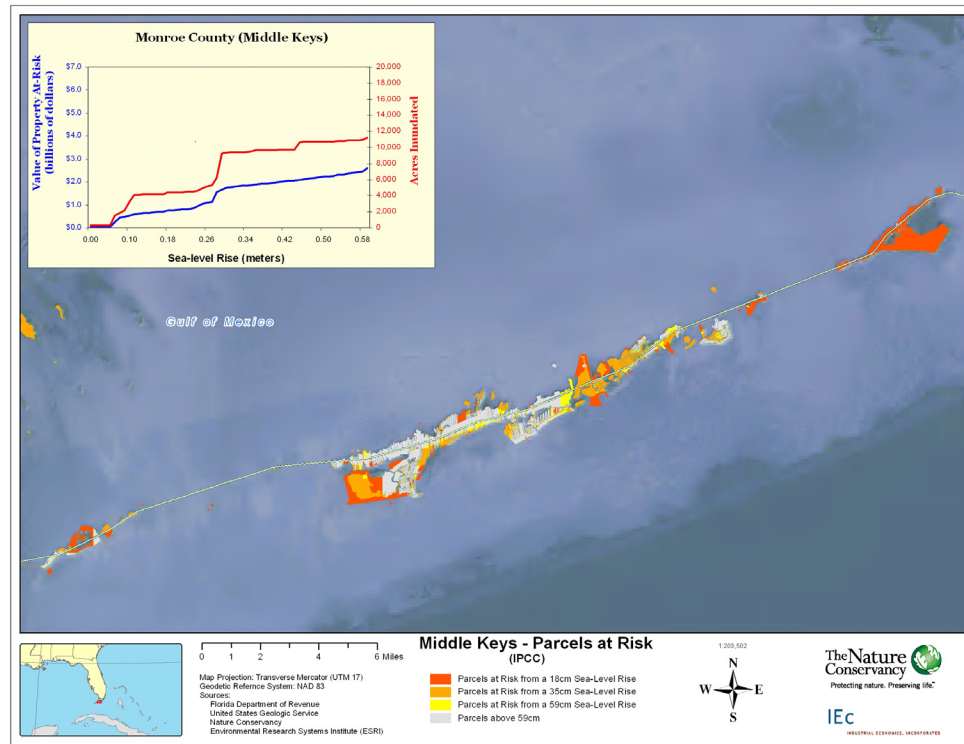 Monroe County (Middle Keys)
Value of Property At-Risk
(billions of dollars)
$7.0
$6.0
$5.0
$4.0
$3.0
$2.0
$1.0
$0.0
20,000
18,000
16,000
14,000
12,000
10,000
8,000
6,000
4,000
2,000
0
Acres Inundated
0.00 0.10 0.18 0.26 0.34 0.42 0.50 0.58
Sea-level Rise (meters)
Gulf of Mexico
0 1 2 4 6 Miles
Map Projection: Transverse Mercator (UTM 17)
Geodetic Refernce System: NAD 83
Sources:
Florida Department of Revenue
United States Geologic Service
Nature Conservancy
Environmental Research Systems Institute (ESRI)
Middle Keys - Parcels at Risk
(IPCC)
Parcels at Risk from a 18cm Sea-Level Rise
Parcels at Risk from a 35cm Sea-Level Rise
Parcels at Risk from a 59cm Sea-Level Rise
Parcels above 59cm
1:203,502
N
W E
S
The Nature
Conservancy
Protecting nature. Preserving life.™
IEc
INDUSTRIAL ECONOMICS, INCORPORATED